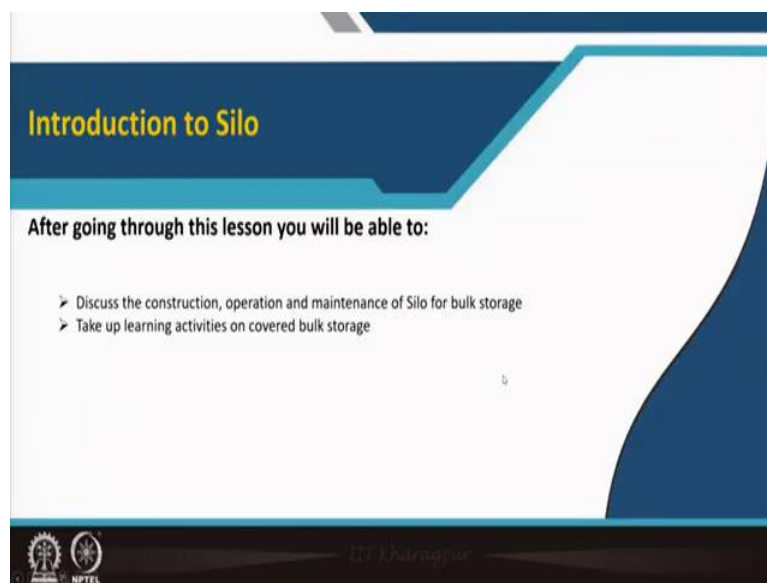 Introduction to Silo
After going through this lesson you will be able to:
➢ Discuss the construction, operation and maintenance of Silo for bulk storage
➢ Take up learning activities on covered bulk storage
IIT Kharagpur
NPTEL